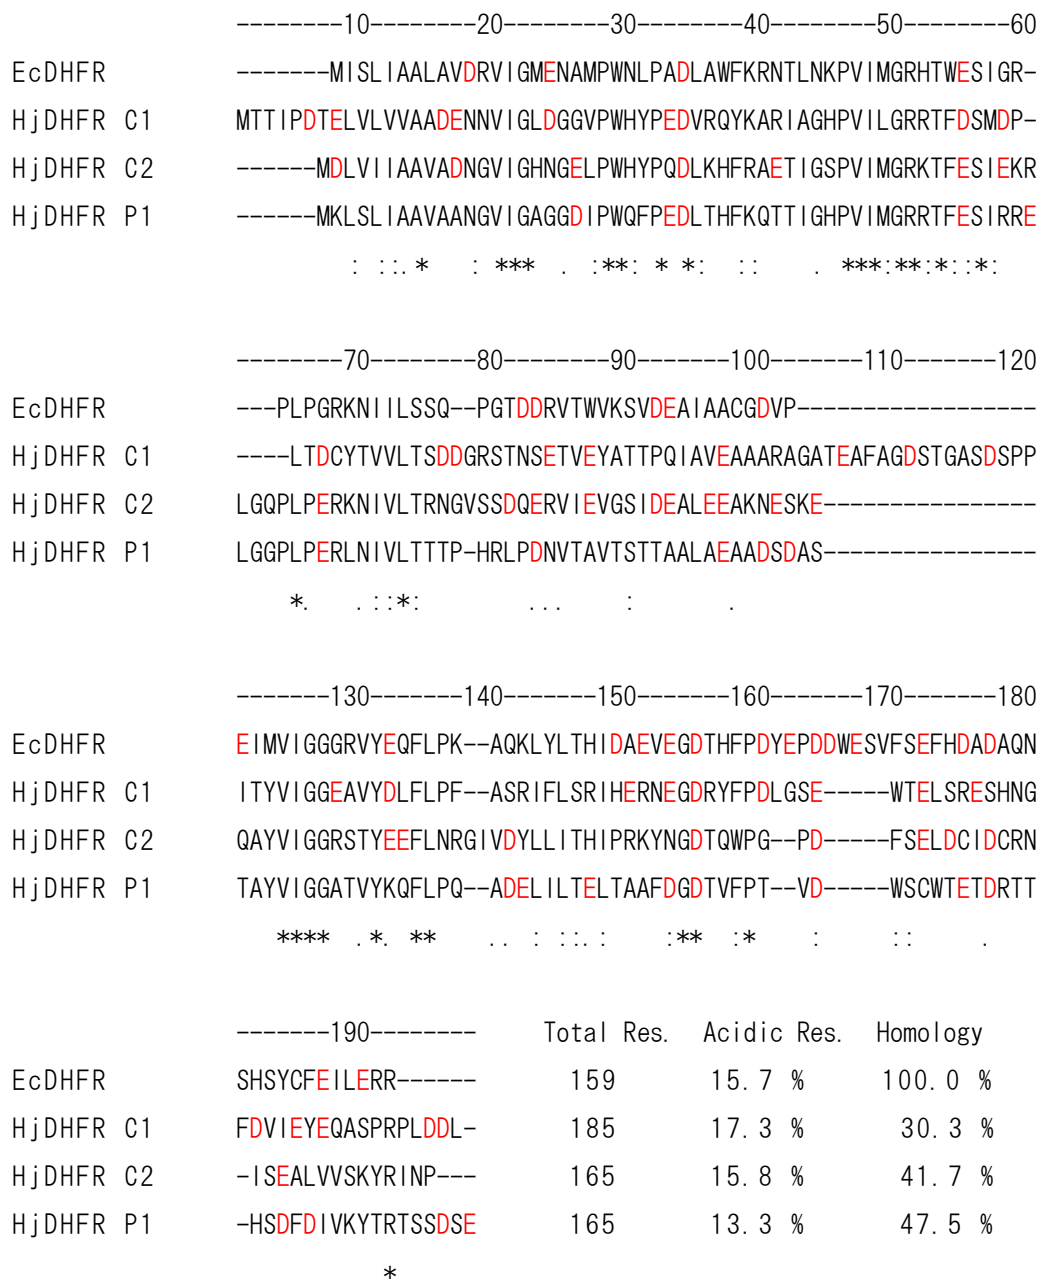 --------10--------20--------30--------40--------50--------60
EcDHFR -------MISLIAALAVDRVIGMENAMPWNLPADLAWFKRNTLNKPVIMGRHTWESIGR-
HjDHFR C1 MTTIPDTELVLVVAADENNVIGLDGGVPWHYPEDVRQYKARIAGHPVILGRRTFDSMDP-
HjDHFR C2 ------MDLVIIAAVADNGVIGHNGELPWHYPQDLKHFRAETIGSPVIMGRKTFESIEKR
HjDHFR P1 ------MKLSLIAAVAANGVIGAGGDIPWQFPEDLTHFKQTTIGHPVIMGRRTFESIRRE
: ::. * : *** . :**: * *: :: . ***:**:*::*:
--------70--------80--------90--------100-------110-------120
EcDHFR ---PLPGRKNIILSSQ--PGTDDRVTWVKSVDEAIAACGDVP------------------
HjDHFR C1 ----LTDCYTVVLTSDDGRSTNSETVEYATTPQIAVEAAARAGATEAFAGDSTGASDSPP
HjDHFR C2 LGQPLPERKNIVLTRNGVSSDQERVIEVGSIDEALEEAKNESKE----------------
HjDHFR P1 LGGPLPERLNIVLTTTP-HRLPDNVTAVTSTTAALAEAADSDAS----------------
*. . ::*: ... : .
-------130-------140-------150-------160-------170-------180
EcDHFR EIMVIGGGRVYEQFLPK--AQKLYLTHIDAEVEGDTHFPDYEPDDWESVFSEFHDADAQN
HjDHFR C1 ITYVIGGEAVYDLFLPF--ASRIFLSRIHERNEGDRYFPDLGSE-----WTELSRESHNG
HjDHFR C2 QAYVIGGRSTYEEFLNRGIVDYLLITHIPRKYNGDTQWPG--PD-----FSELDCIDCRN
HjDHFR P1 TAYVIGGATVYKQFLPQ--ADELILTELTAAFDGDTVFPT--VD-----WSCWTETDRTT
**** . *. ** .. : ::. : :** :* : :: .
-------190-------- Total Res. Acidic Res. Homology
EcDHFR SHSYCFEILERR------ 159 15.7 % 100.0 %
HjDHFR C1 FDVIEYEQASPRPLDDL- 185 17.3 % 30.3 %
HjDHFR C2 -ISEALVVSKYRINP--- 165 15.8 % 41.7 %
HjDHFR P1 -HSDFDIVKYTRTSSDSE 165 13.3 % 47.5 %
*